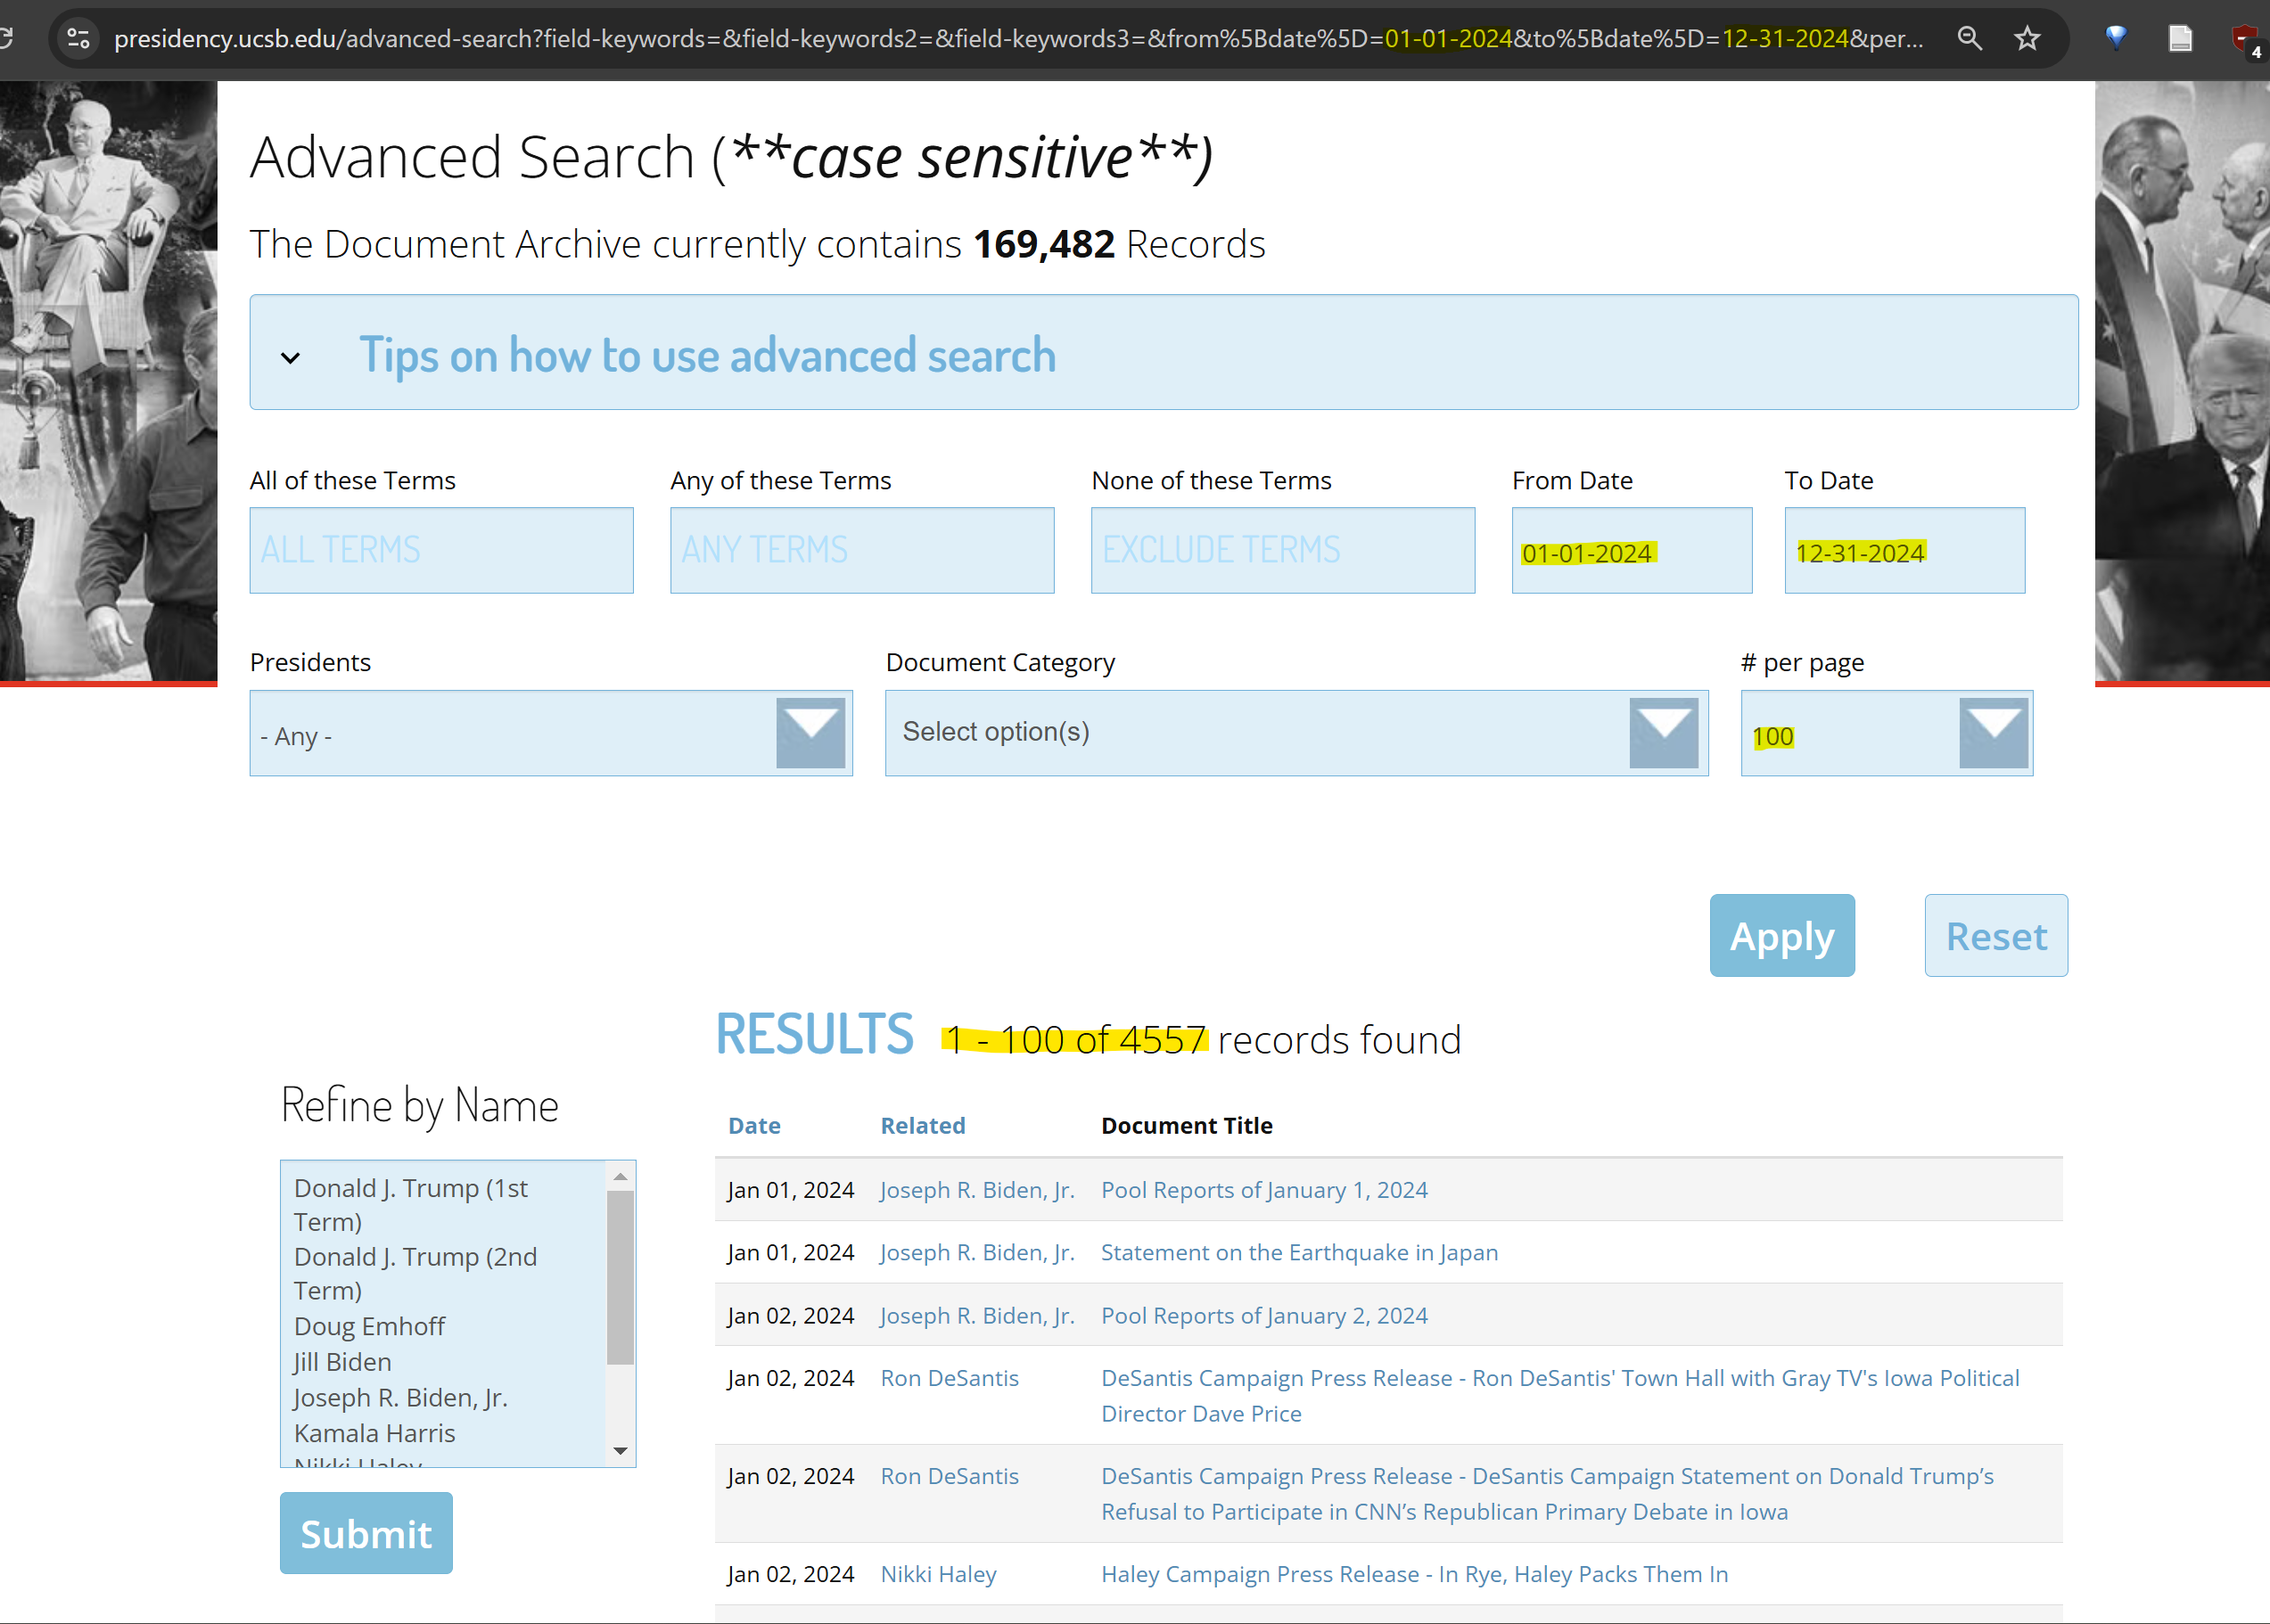 presidency.ucsb.edu/advanced-search?field-keywords=&field-keywords2=&field-keywords3=&from%5Bdate%5D=01-01-2024&to%5Bdate%5D=12-31-2024&per...
4
Advanced Search (**case sensitive**)
The Document Archive currently contains 169,482 Records
Tips on how to use advanced search
All of these Terms Any of these Terms None of these Terms From Date To Date
ALL TERMS ANY TERMS EXCLUDE TERMS 01-01-2024 12-31-2024
Presidents Document Category # per page
- Any - Select option(s) 100
Apply Reset
RESULTS 1 - 100 of 4557 records found
Refine by Name
Donald J. Trump (1st
Term)
Donald J. Trump (2nd
Term)
Doug Emhoff
Jill Biden
Joseph R. Biden, Jr.
Kamala Harris
Nikki Haley
Submit
Date Related Document Title
Jan 01, 2024 Joseph R. Biden, Jr. Pool Reports of January 1, 2024
Jan 01, 2024 Joseph R. Biden, Jr. Statement on the Earthquake in Japan
Jan 02, 2024 Joseph R. Biden, Jr. Pool Reports of January 2, 2024
Jan 02, 2024 Ron DeSantis DeSantis Campaign Press Release - Ron DeSantis' Town Hall with Gray TV's Iowa Political
Director Dave Price
Jan 02, 2024 Ron DeSantis DeSantis Campaign Press Release - DeSantis Campaign Statement on Donald Trump’s
Refusal to Participate in CNN’s Republican Primary Debate in Iowa
Jan 02, 2024 Nikki Haley Haley Campaign Press Release - In Rye, Haley Packs Them In